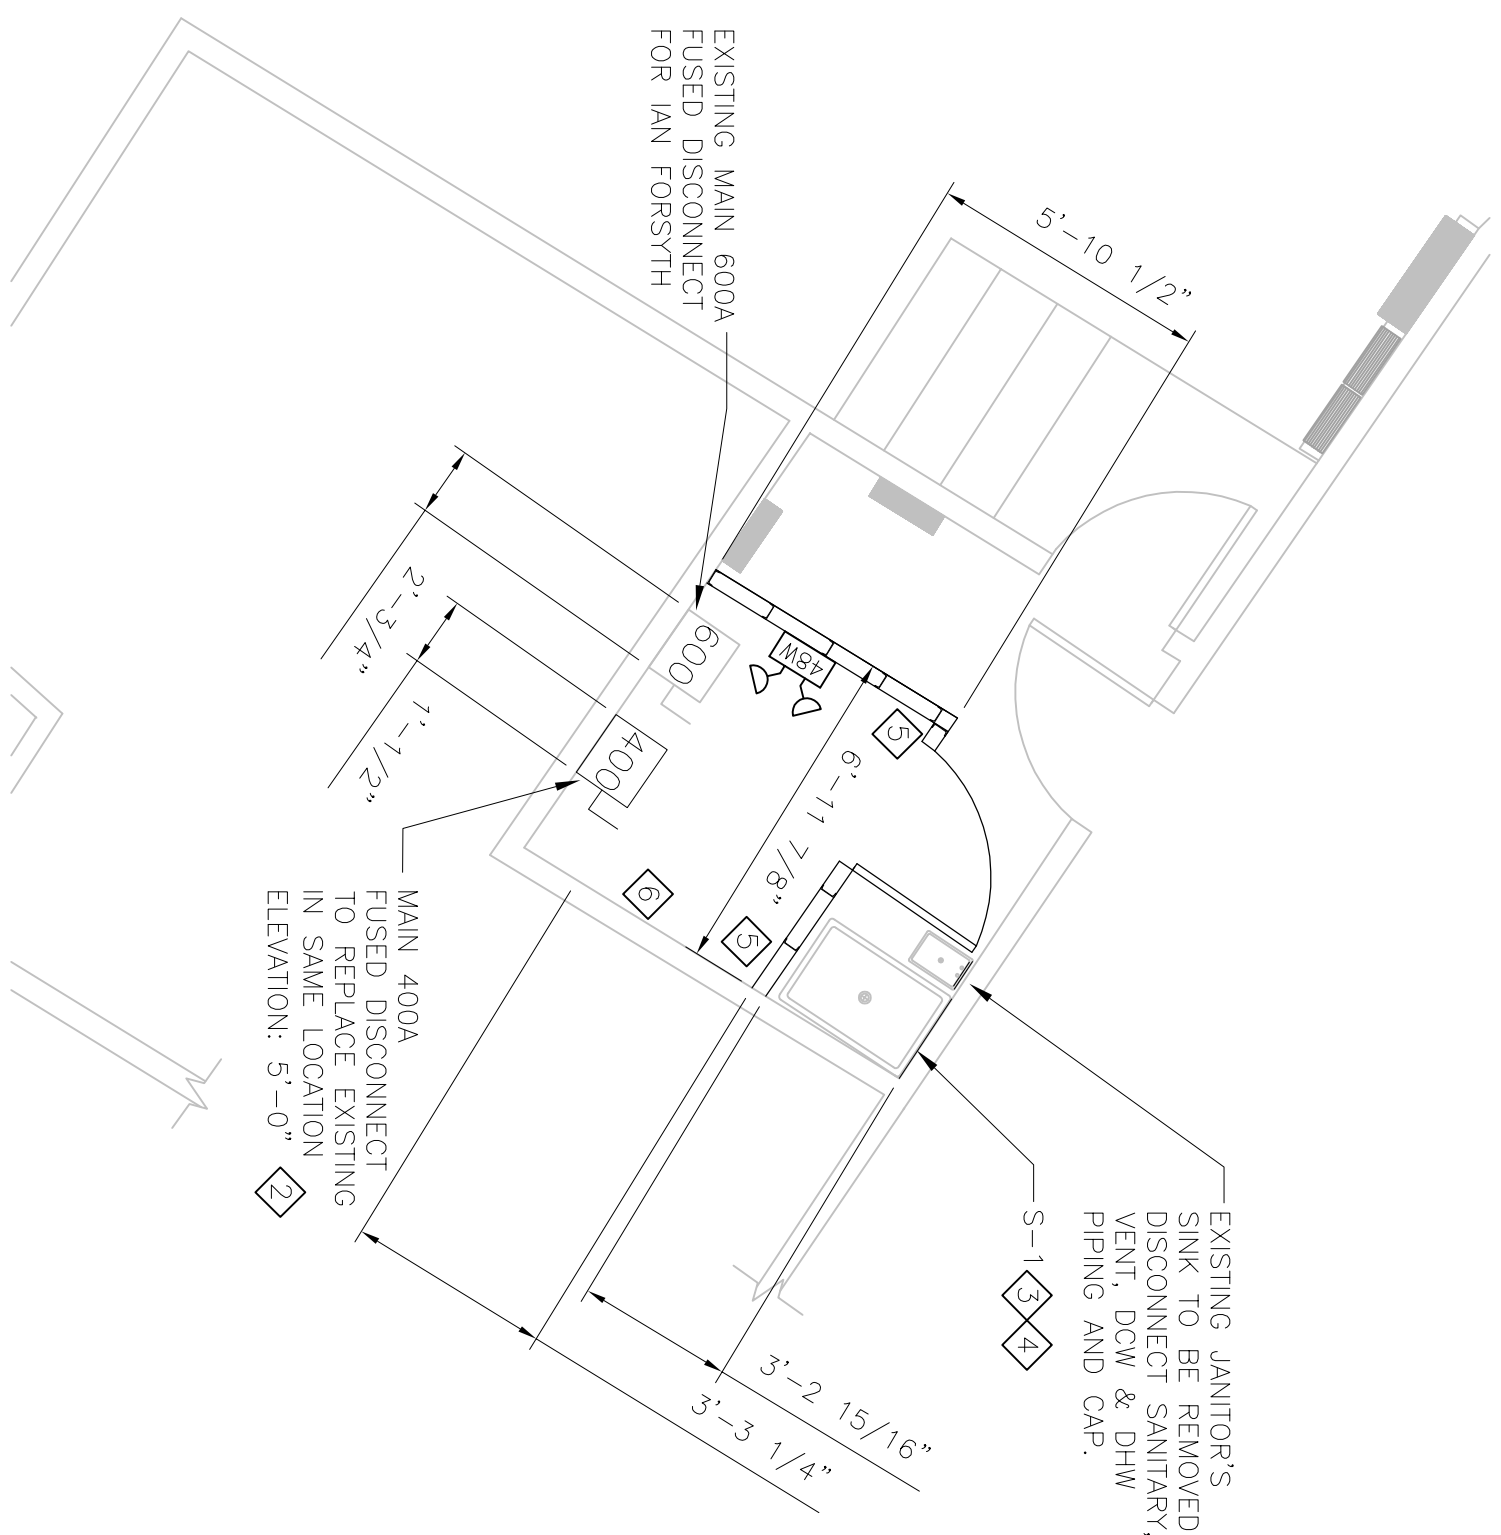 EXISTING MAIN 600A
FUSED DISCONNECT
FOR IAN FORSYTH
5'-10 1/2"
2'-3/4"
1'-1/2"
600
400
48W
5
6'-11 7/8"
6
5
MAIN 400A
FUSED DISCONNECT
TO REPLACE EXISTING
IN SAME LOCATION
ELEVATION: 5'-0" 2
EXISTING JANITOR'S
SINK TO BE REMOVED
DISCONNECT SANITARY,
VENT, DCW & DHW
PIPING AND CAP.
S-1 3 4
3'-2 15/16"
3'-3 1/4"